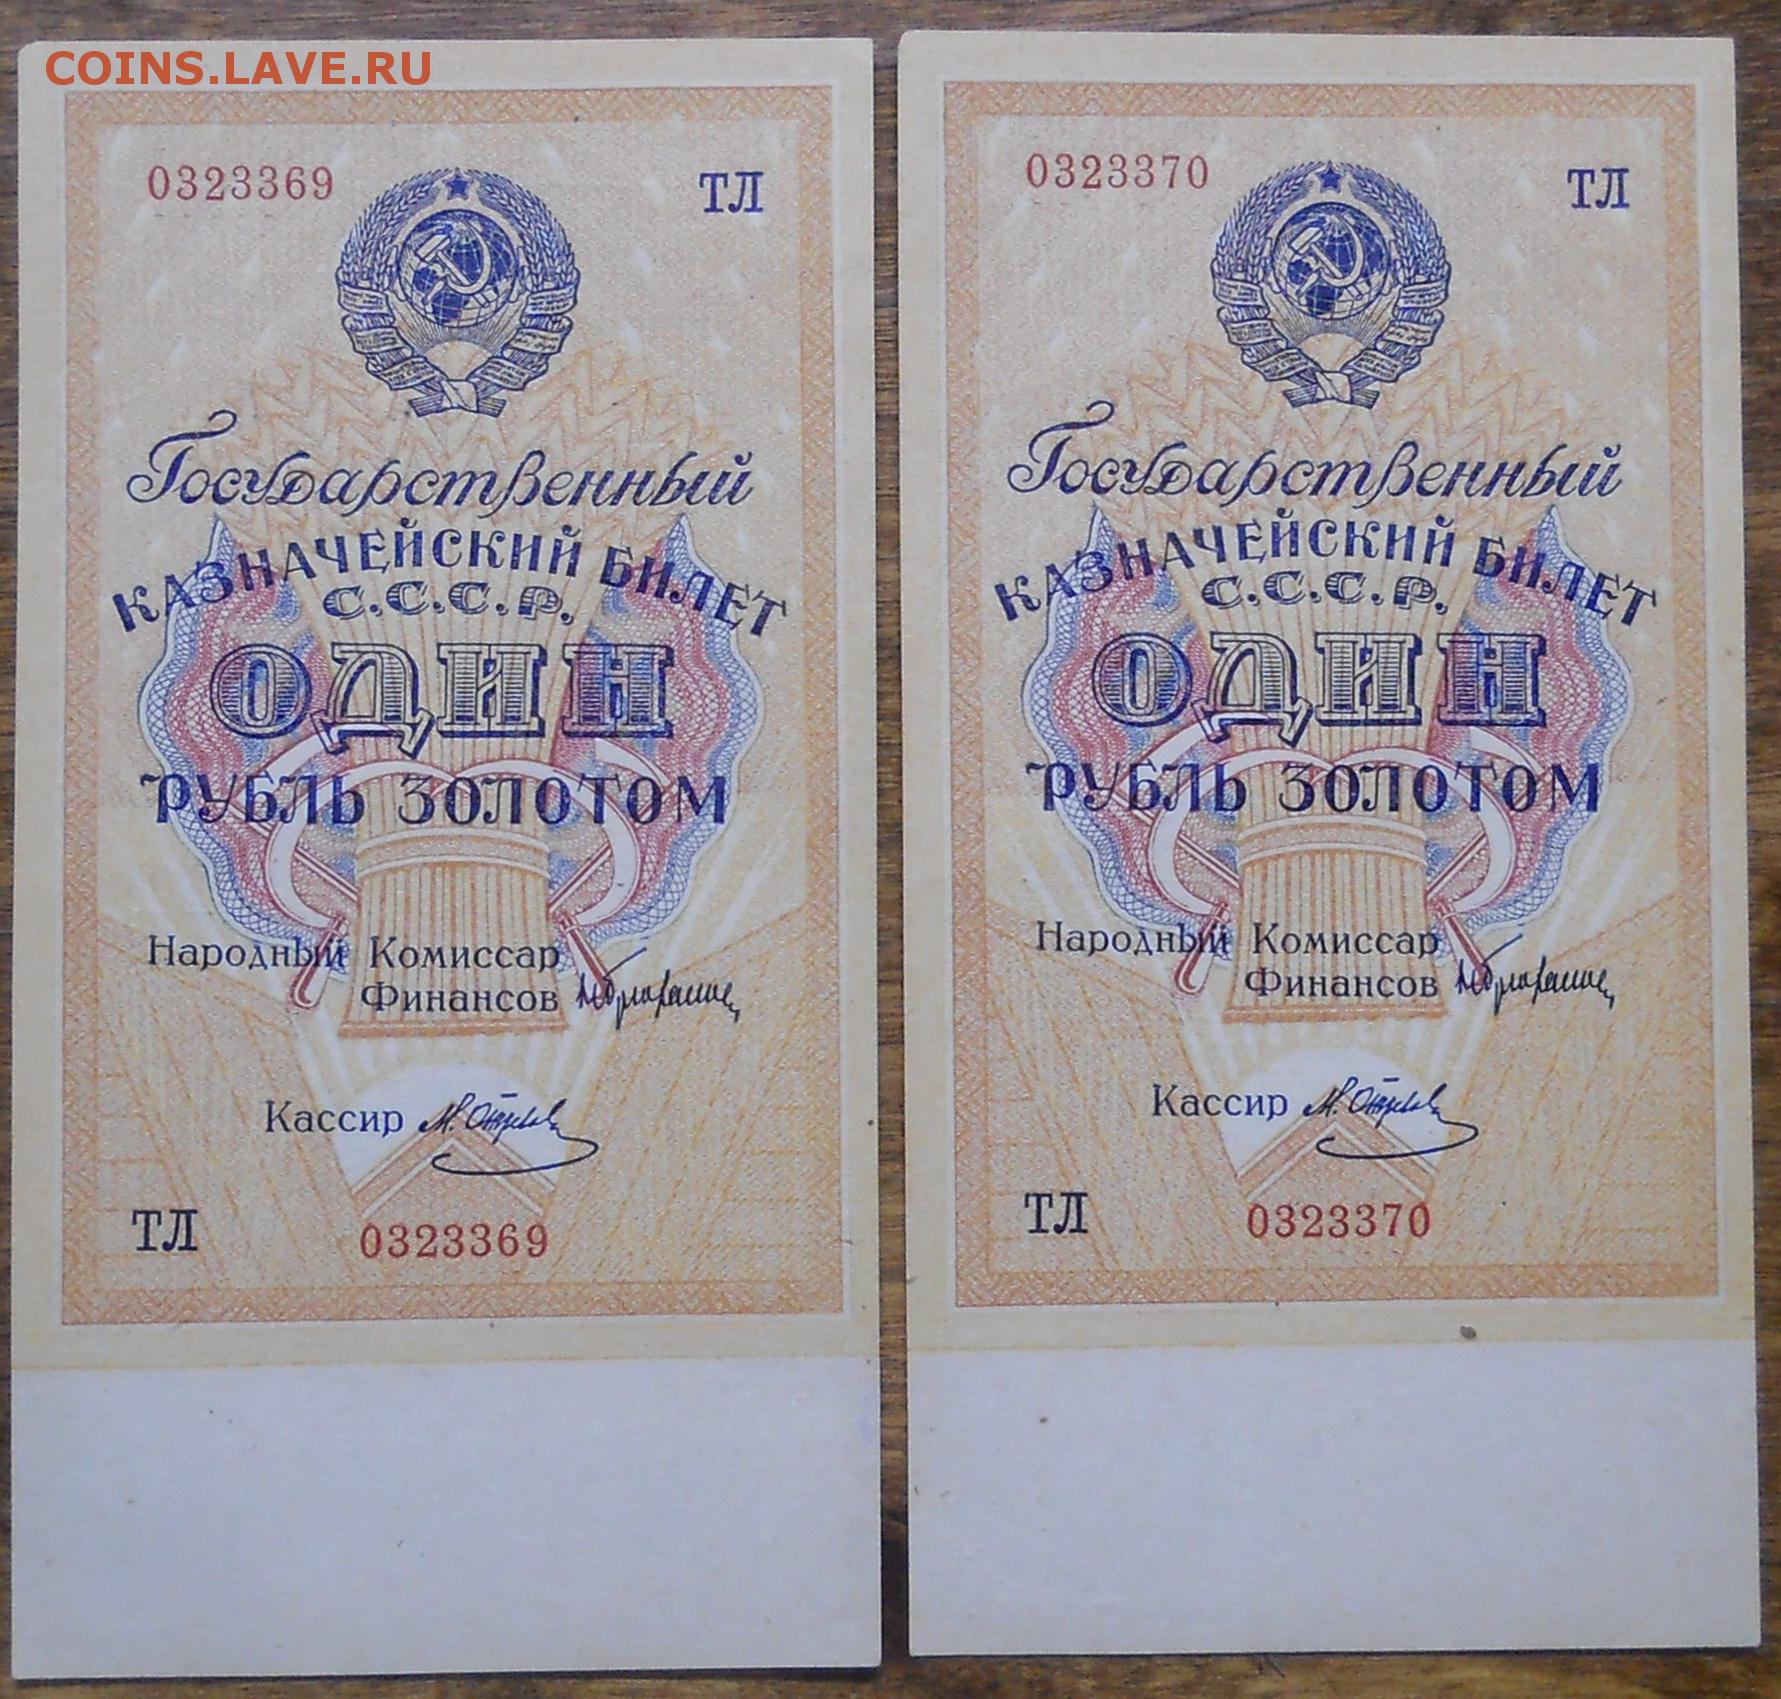 COINS.LAVE.RU
0323369
ТЛ
Государственный
КАЗНАЧЕЙСКИЙ БИЛЕТ
С.С.С.Р.
ОДИН
РУБЛЬ ЗОЛОТОМ
Народный Комиссар
Финансов
Кассир
ТЛ 0323369
0323370
ТЛ
Государственный
КАЗНАЧЕЙСКИЙ БИЛЕТ
С.С.С.Р.
ОДИН
РУБЛЬ ЗОЛОТОМ
Народный Комиссар
Финансов
Кассир
ТЛ 0323370